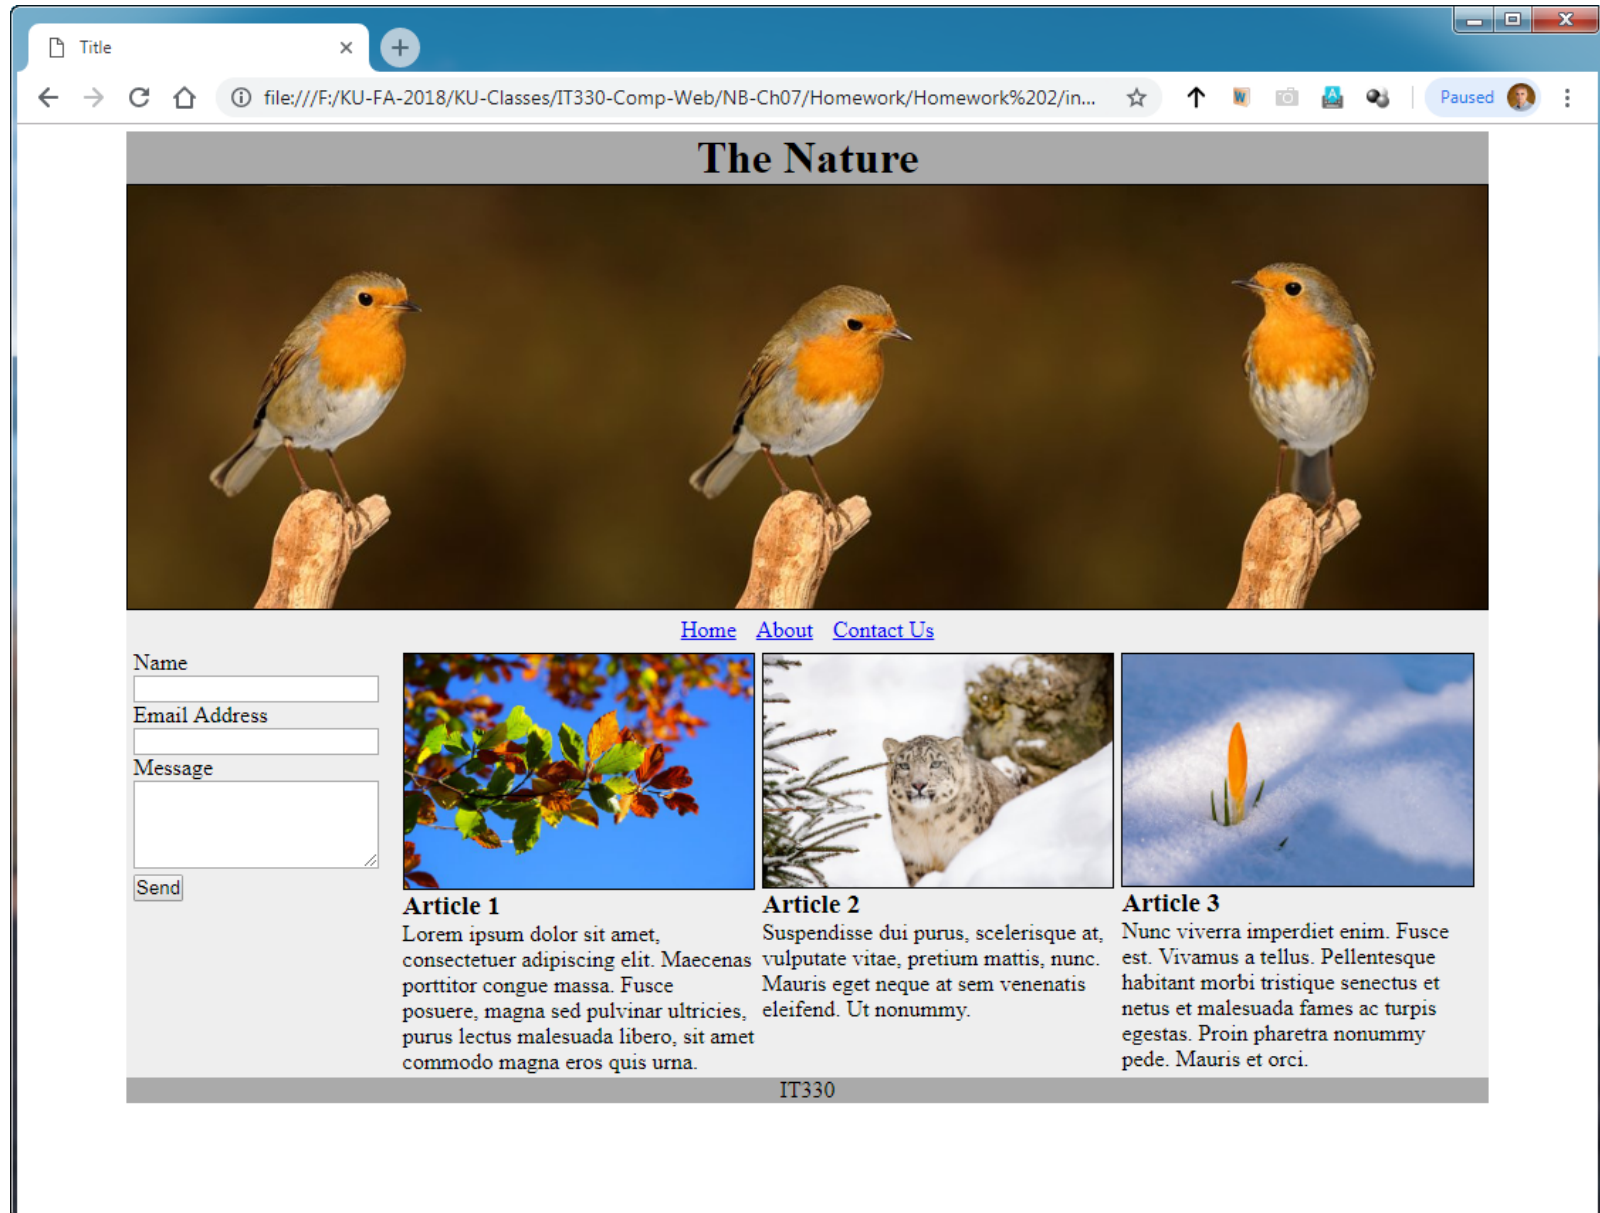 Title
file:///F:/KU-FA-2018/KU-Classes/IT330-Comp-Web/NB-Ch07/Homework/Homework%202/in...
Paused
The Nature
Home About Contact Us
Name
Email Address
Message
Send
Article 1
Lorem ipsum dolor sit amet,
consectetuer adipiscing elit. Maecenas
porttitor congue massa. Fusce
posuere, magna sed pulvinar ultricies,
purus lectus malesuada libero, sit amet
commodo magna eros quis urna.
Article 2
Suspendisse dui purus, scelerisque at,
vulputate vitae, pretium mattis, nunc.
Mauris eget neque at sem venenatis
eleifend. Ut nonummy.
Article 3
Nunc viverra imperdiet enim. Fusce
est. Vivamus a tellus. Pellentesque
habitant morbi tristique senectus et
netus et malesuada fames ac turpis
egestas. Proin pharetra nonummy
pede. Mauris et orci.
IT330